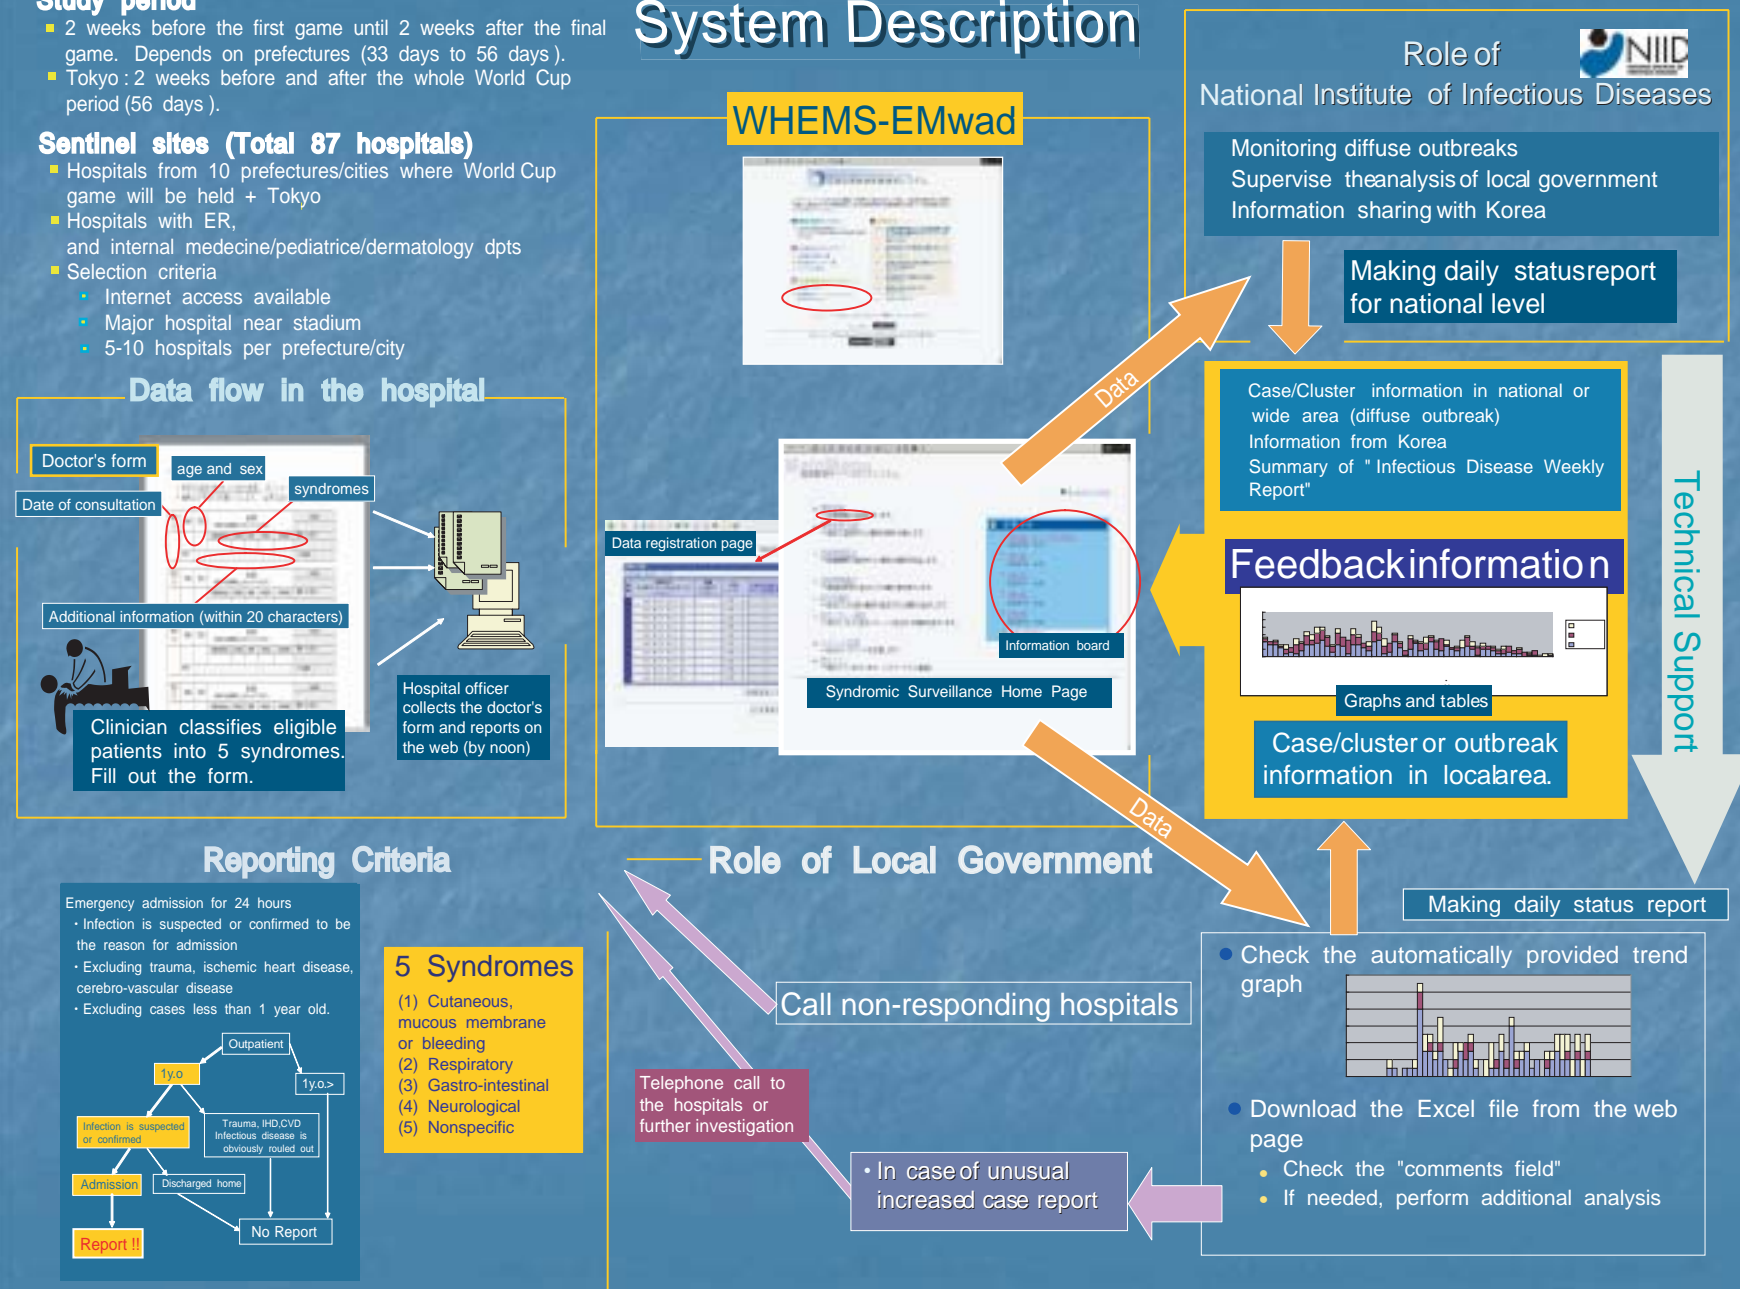 Study period
2 weeks before the first game until 2 weeks after the final
game. Depends on prefectures (33 days to 56 days ).
Tokyo : 2 weeks before and after the whole World Cup
period (56 days ).
Sentinel sites (Total 87 hospitals)
Hospitals from 10 prefectures/cities where World Cup
game will be held + Tokyo
Hospitals with ER,
and internal medecine/pediatrice/dermatology dpts
Selection criteria
Internet access available
Major hospital near stadium
5-10 hospitals per prefecture/city
Data flow in the hospital
Doctor's form
age and sex
syndromes
Date of consultation
Additional information (within 20 characters)
Clinician classifies eligible
patients into 5 syndromes.
Fill out the form.
Hospital officer
collects the doctor's
form and reports on
the web (by noon)
Reporting Criteria
Emergency admission for 24 hours
・Infection is suspected or confirmed to be
the reason for admission
・Excluding trauma, ischemic heart disease,
cerebro-vascular disease
・Excluding cases less than 1 year old.
Outpatient
1y.o
1y.o.>
Infection is suspected
or confirmed
Trauma, IHD,CVD
Infectious disease is
obviously rouled out
Admission
Discharged home
No Report
Report !!
5 Syndromes
(1) Cutaneous,
mucous membrane
or bleeding
(2) Respiratory
(3) Gastro-intestinal
(4) Neurological
(5) Nonspecific
System Description
WHEMS-EMwad
Data
Data registration page
Information board
Syndromic Surveillance Home Page
Data
Role of Local Government
Call non-responding hospitals
Telephone call to
the hospitals or
further investigation
・In case of unusual
increased case report
Role of
NIID
National Institute of Infectious Diseases
Monitoring diffuse outbreaks
Supervise theanalysis of local government
Information sharing with Korea
Making daily statusreport
for national level
Case/Cluster information in national or
wide area (diffuse outbreak)
Information from Korea
Summary of " Infectious Disease Weekly
Report"
Feedbackinformation
Graphs and tables
Case/cluster or outbreak
information in localarea.
Technical Support
Making daily status report
Check the automatically provided trend
graph
Download the Excel file from the web
page
Check the "comments field"
If needed, perform additional analysis